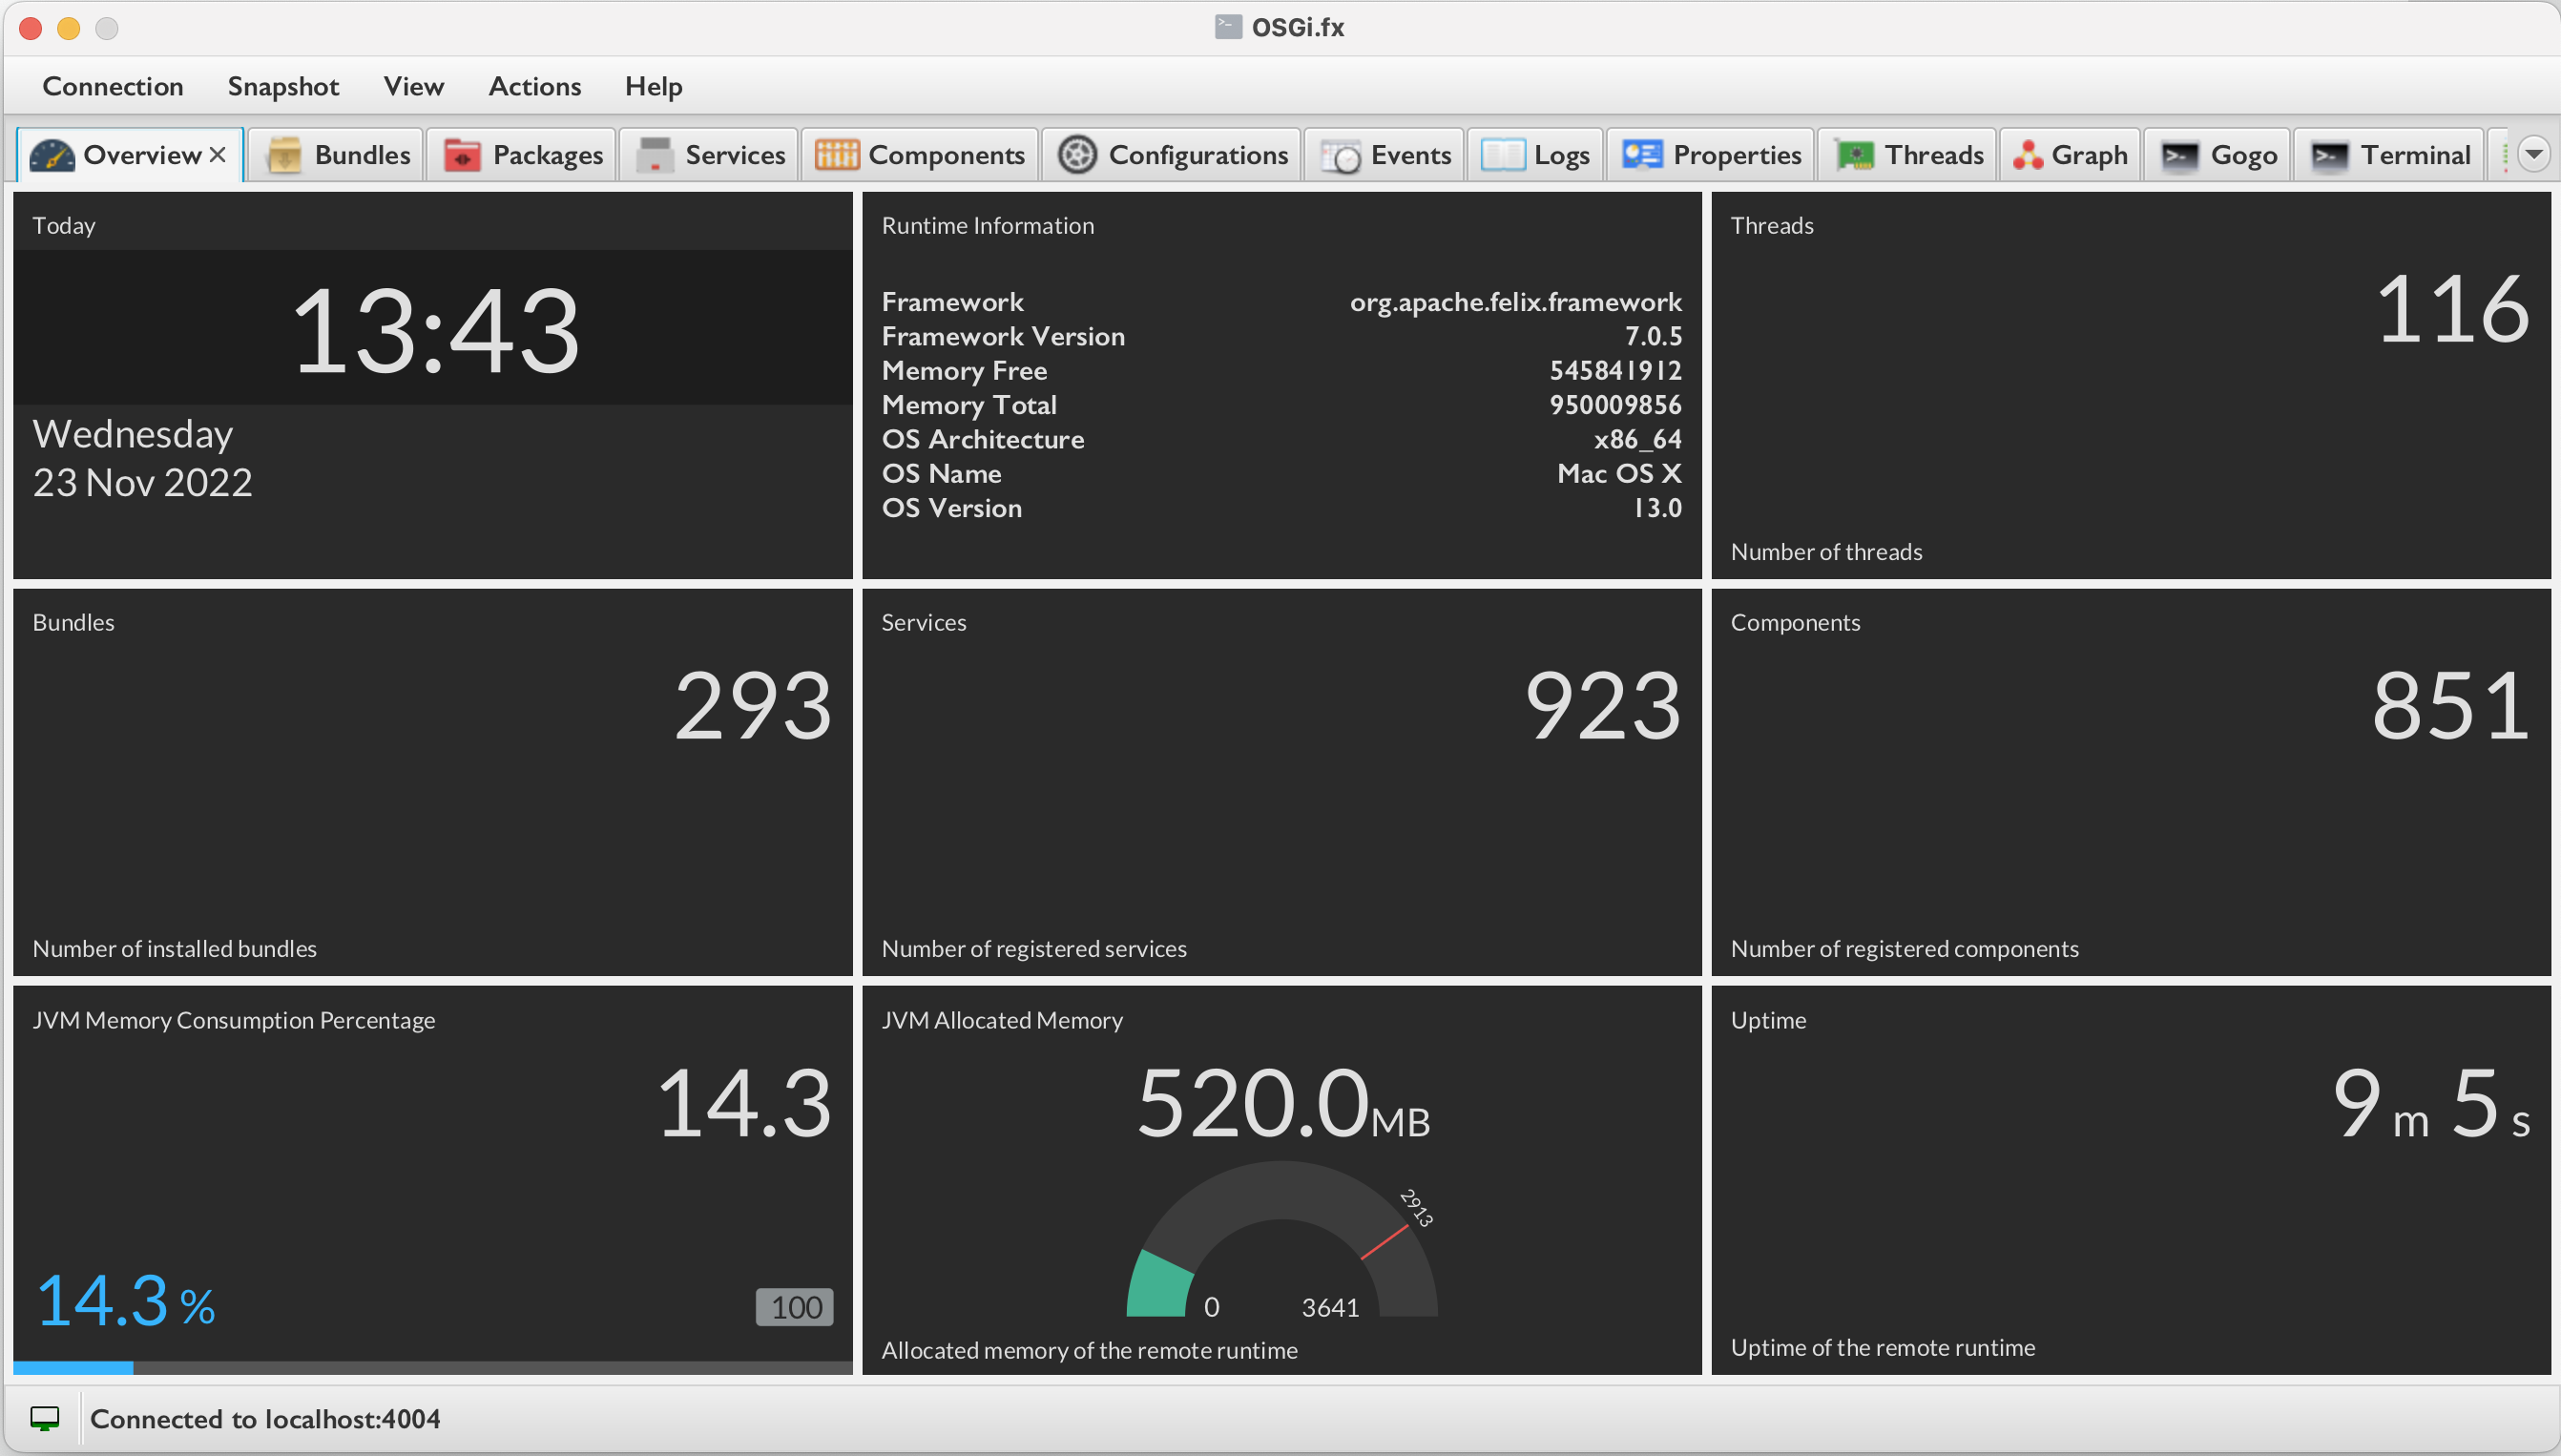 OSGi.fx
Connection Snapshot View Actions Help
Overview Bundles Packages Services Components Configurations Events Logs Properties Threads Graph Gogo Terminal
Today
13:43
Wednesday
23 Nov 2022
Runtime Information
Framework org.apache.felix.framework
Framework Version 7.0.5
Memory Free 545841912
Memory Total 950009856
OS Architecture x86_64
OS Name Mac OS X
OS Version 13.0
Threads
116
Number of threads
Bundles
293
Number of installed bundles
Services
923
Number of registered services
Components
851
Number of registered components
JVM Memory Consumption Percentage
14.3
14.3 %
100
JVM Allocated Memory
520.0 MB
2913
0 3641
Allocated memory of the remote runtime
Uptime
9 m 5 s
Uptime of the remote runtime
Connected to localhost:4004